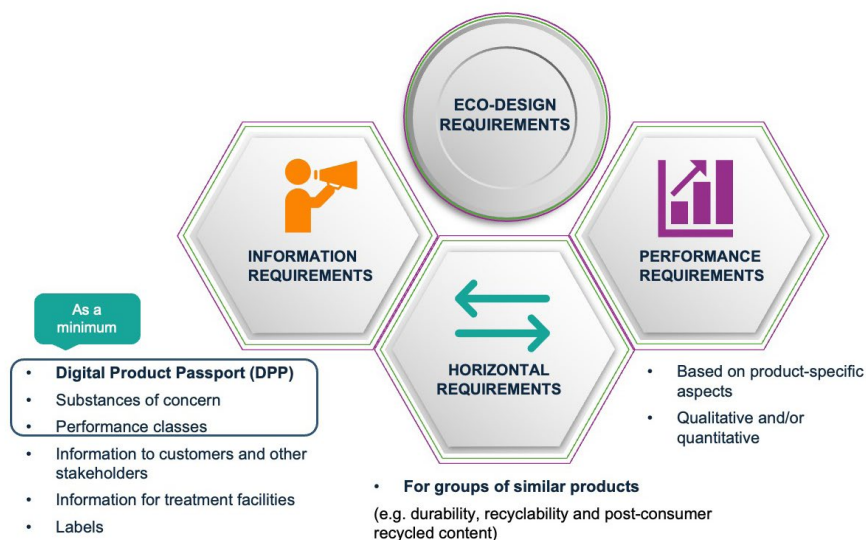 ECO-DESIGN
REQUIREMENTS
INFORMATION
REQUIREMENTS
PERFORMANCE
REQUIREMENTS
HORIZONTAL
REQUIREMENTS
As a
minimum
• Digital Product Passport (DPP)
• Substances of concern
• Performance classes
• Information to customers and other
stakeholders
• Information for treatment facilities
• Labels
• For groups of similar products
(e.g. durability, recyclability and post-consumer
recycled content)
• Based on product-specific
aspects
• Qualitative and/or
quantitative